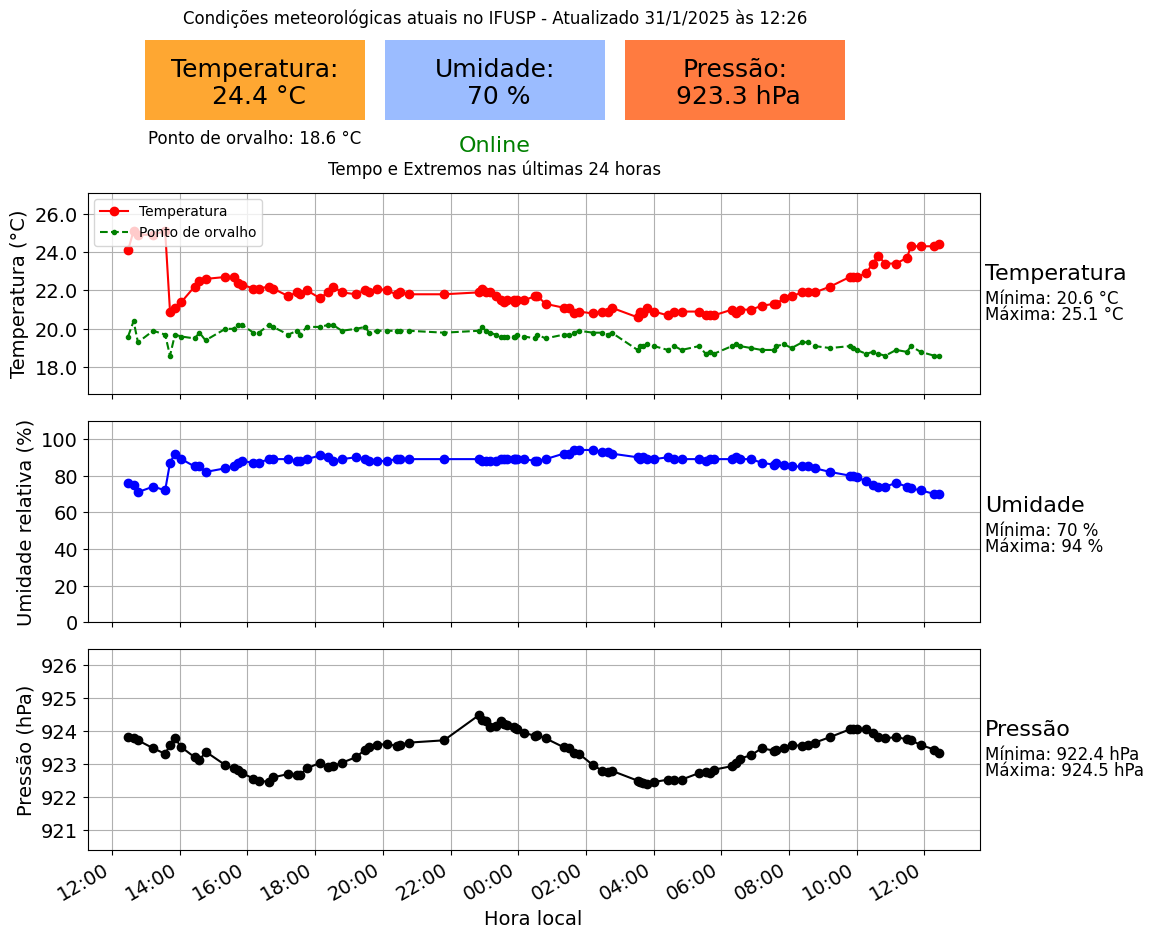 Condições meteorológicas atuais no IFUSP - Atualizado 31/1/2025 às 12:26
Temperatura:
24.4 °C
Umidade:
70 %
Pressão:
923.3 hPa
Ponto de orvalho: 18.6 °C
Online
Tempo e Extremos nas últimas 24 horas
Temperatura (°C)
26.0
24.0
22.0
20.0
18.0
Temperatura
Ponto de orvalho
Temperatura
Mínima: 20.6 °C
Máxima: 25.1 °C
Umidade relativa (%)
100
80
60
40
20
0
Umidade
Mínima: 70 %
Máxima: 94 %
Pressão (hPa)
926
925
924
923
922
921
Pressão
Mínima: 922.4 hPa
Máxima: 924.5 hPa
12:00 14:00 16:00 18:00 20:00 22:00 00:00 02:00 04:00 06:00 08:00 10:00 12:00
Hora local